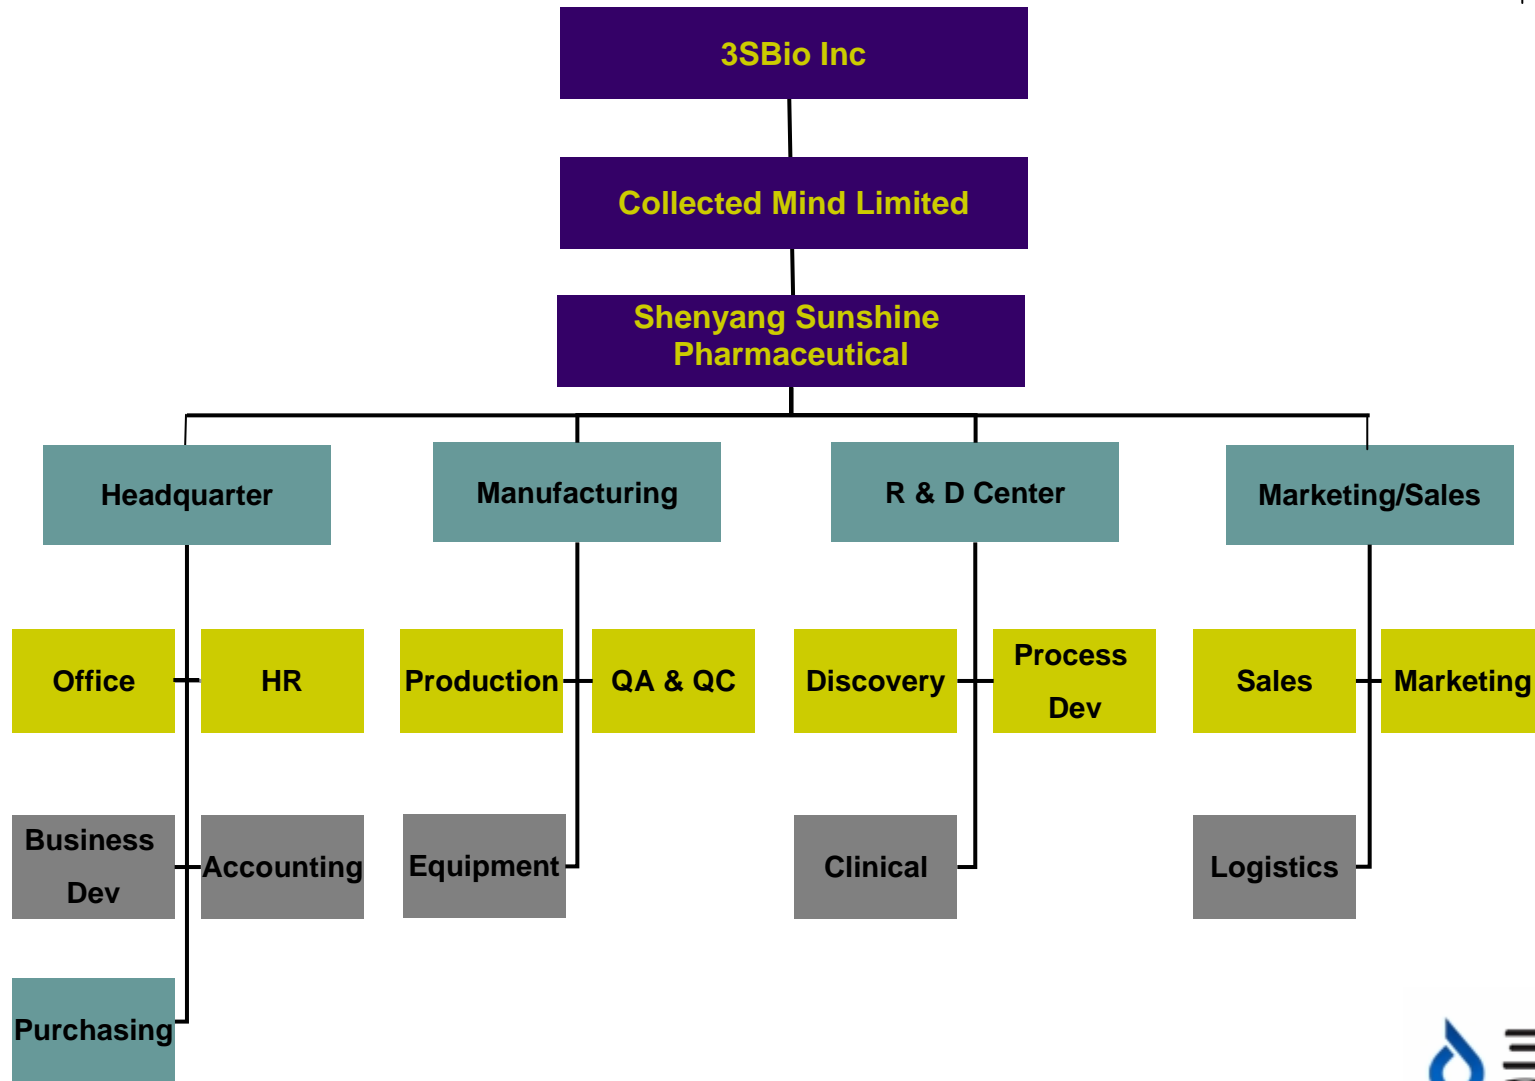 3SBio Inc
Collected Mind Limited
Shenyang Sunshine
Pharmaceutical
Headquarter
Manufacturing
R & D Center
Marketing/Sales
Office
HR
Production
QA & QC
Discovery
Process
Dev
Sales
Marketing
Business
Dev
Accounting
Equipment
Clinical
Logistics
Purchasing